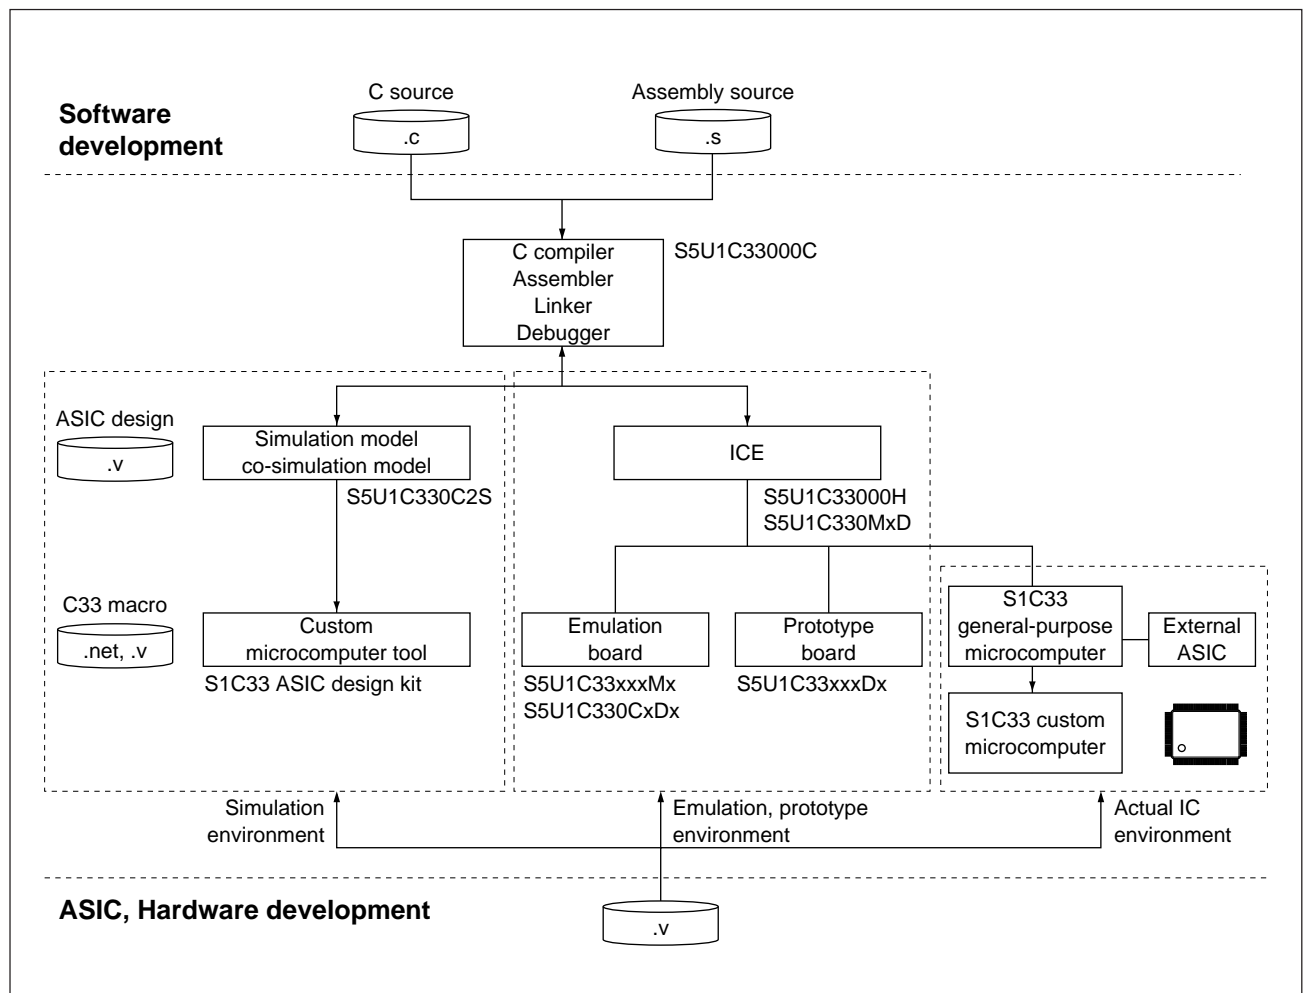 Software
development
C source
.c
Assembly source
.s
C compiler
Assembler
Linker
Debugger
S5U1C33000C
ASIC design
.v
Simulation model
co-simulation model
S5U1C330C2S
ICE
S5U1C33000H
S5U1C330MxD
C33 macro
.net, .v
Custom
microcomputer tool
S1C33 ASIC design kit
Emulation
board
S5U1C33xxxMx
S5U1C330CxDx
Prototype
board
S5U1C33xxxDx
S1C33
general-purpose
microcomputer
External
ASIC
S1C33 custom
microcomputer
Simulation
environment
Emulation, prototype
environment
Actual IC
environment
ASIC, Hardware development
.v